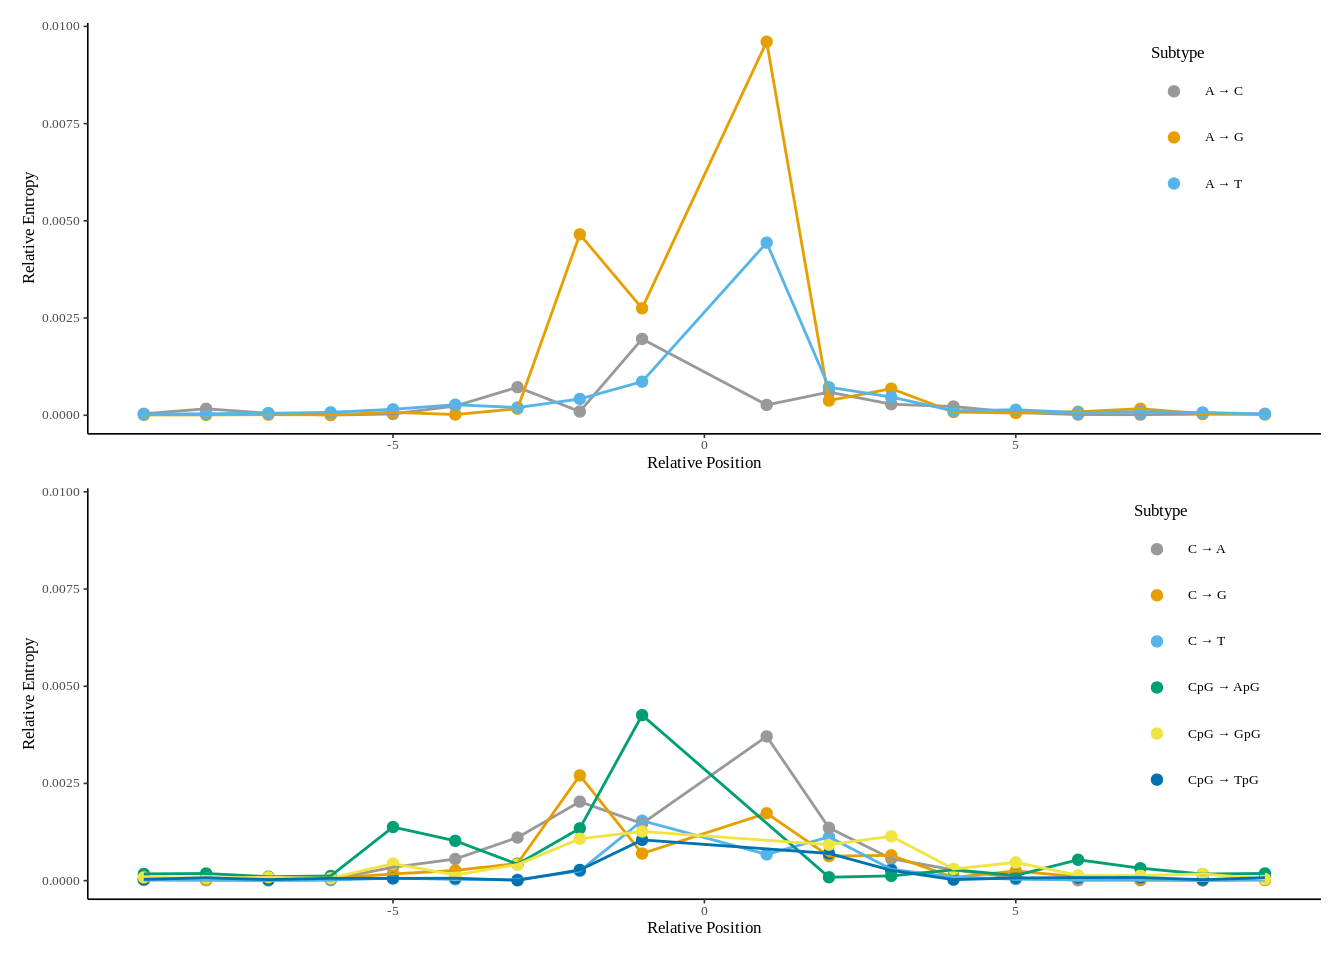 0.0100
0.0075
0.0050
0.0025
0.0000
Relative Entropy
-5
0
5
Relative Position
Subtype
A → C
A → G
A → T
0.0100
0.0075
0.0050
0.0025
0.0000
Relative Entropy
-5
0
5
Relative Position
Subtype
C → A
C → G
C → T
CpG → ApG
CpG → GpG
CpG → TpG